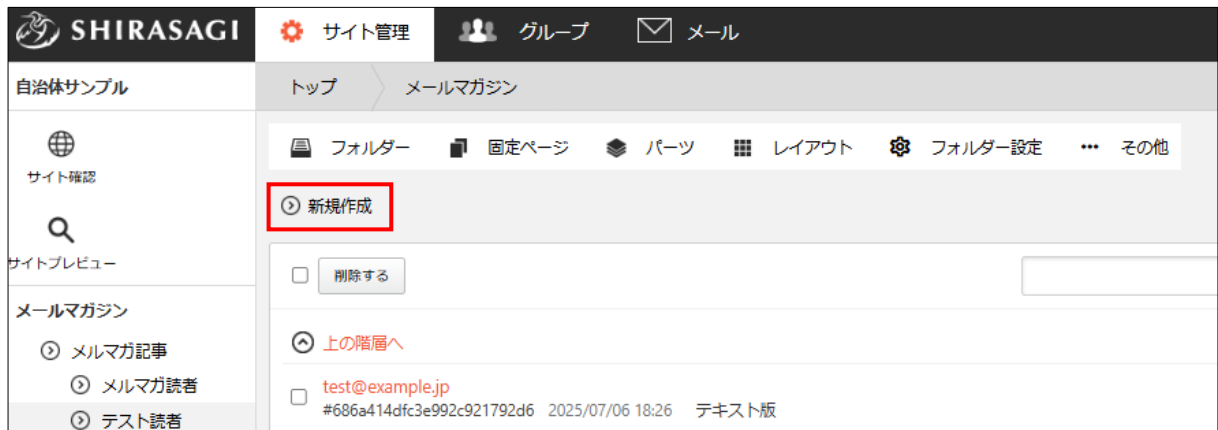 SHIRASAGI サイト管理 グループ メール
自治体サンプル トップ メールマガジン
フォルダー 固定ページ パーツ レイアウト フォルダー設定 ••• その他
サイト確認
新規作成
サイトプレビュー
削除する
メールマガジン
上の階層へ
メルマガ記事
メルマガ読者
test@example.jp
#686a414dfc3e992c921792d6 2025/07/06 18:26 テキスト版
テスト読者